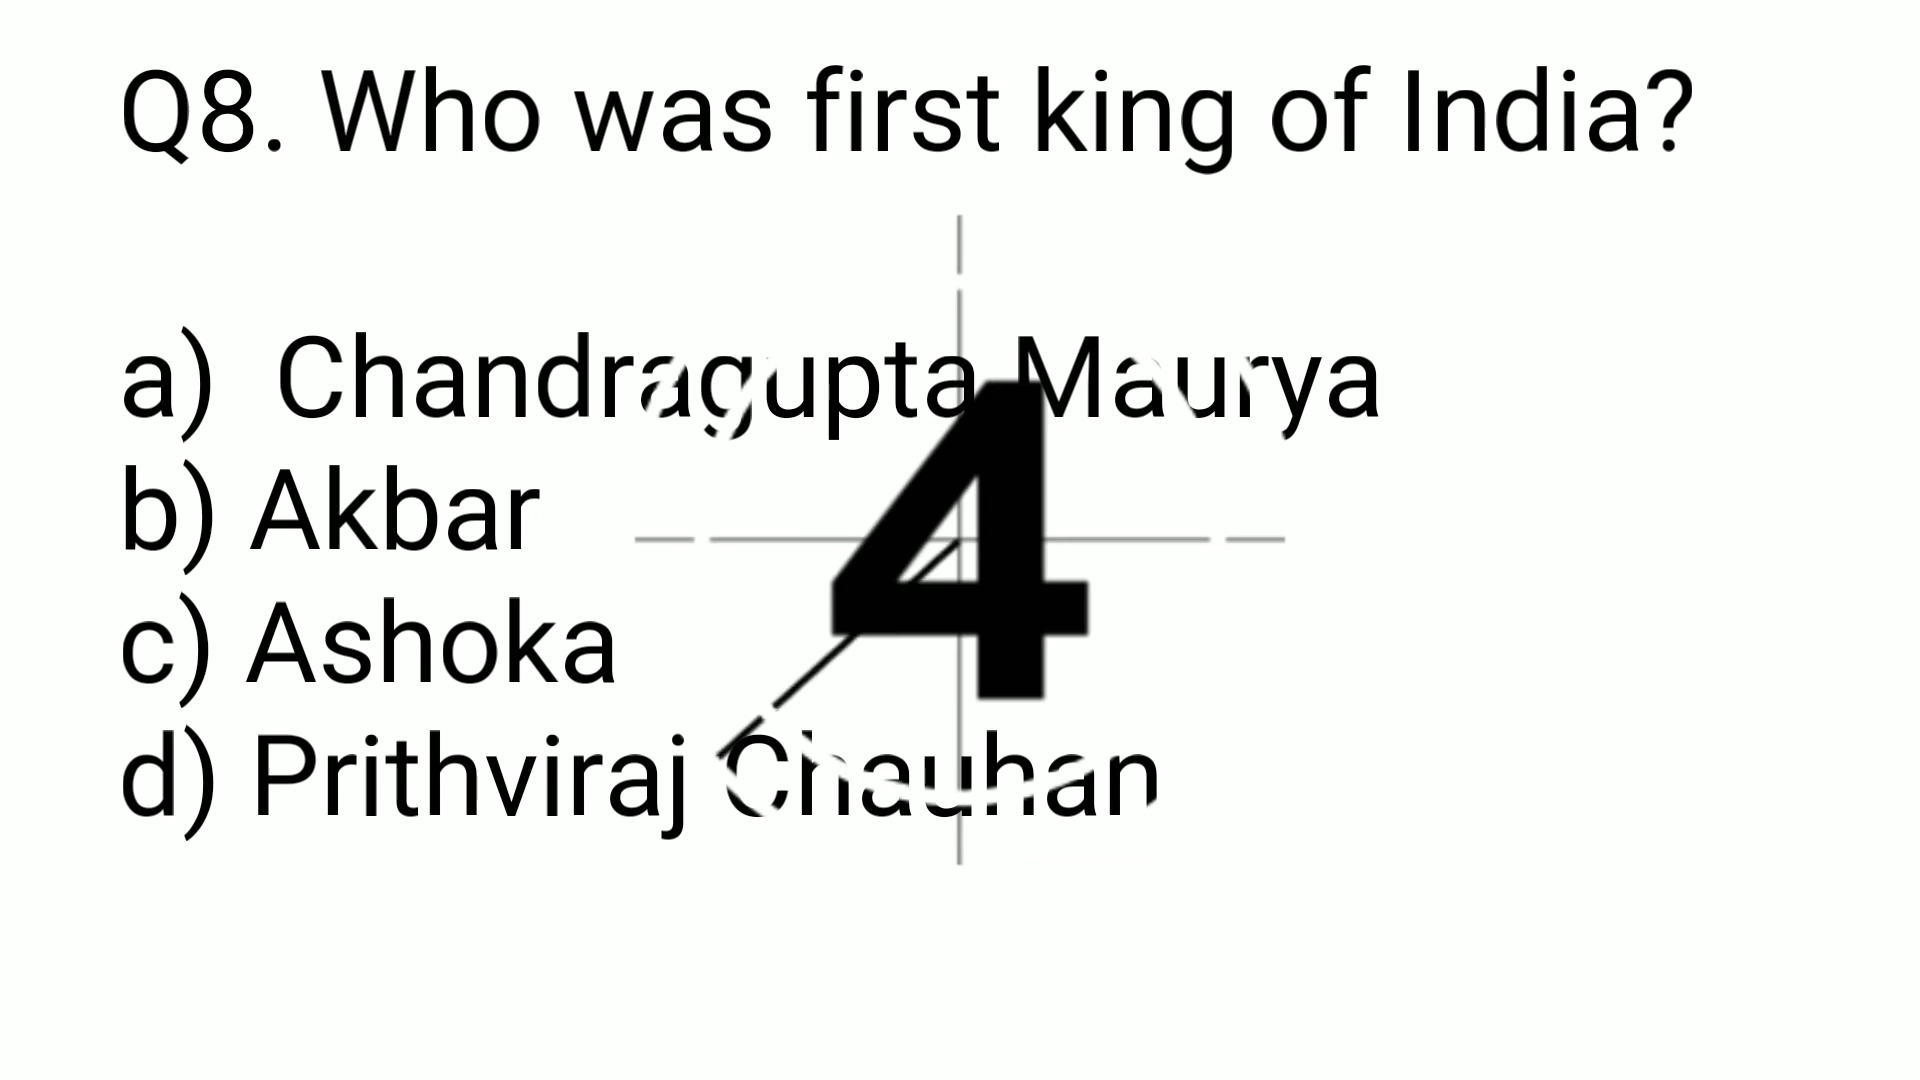 Q8. Who was first king of India?
a) Chandragupta Maurya
4
b) Akbar
c) Ashoka
d) Prithviraj Chauhan